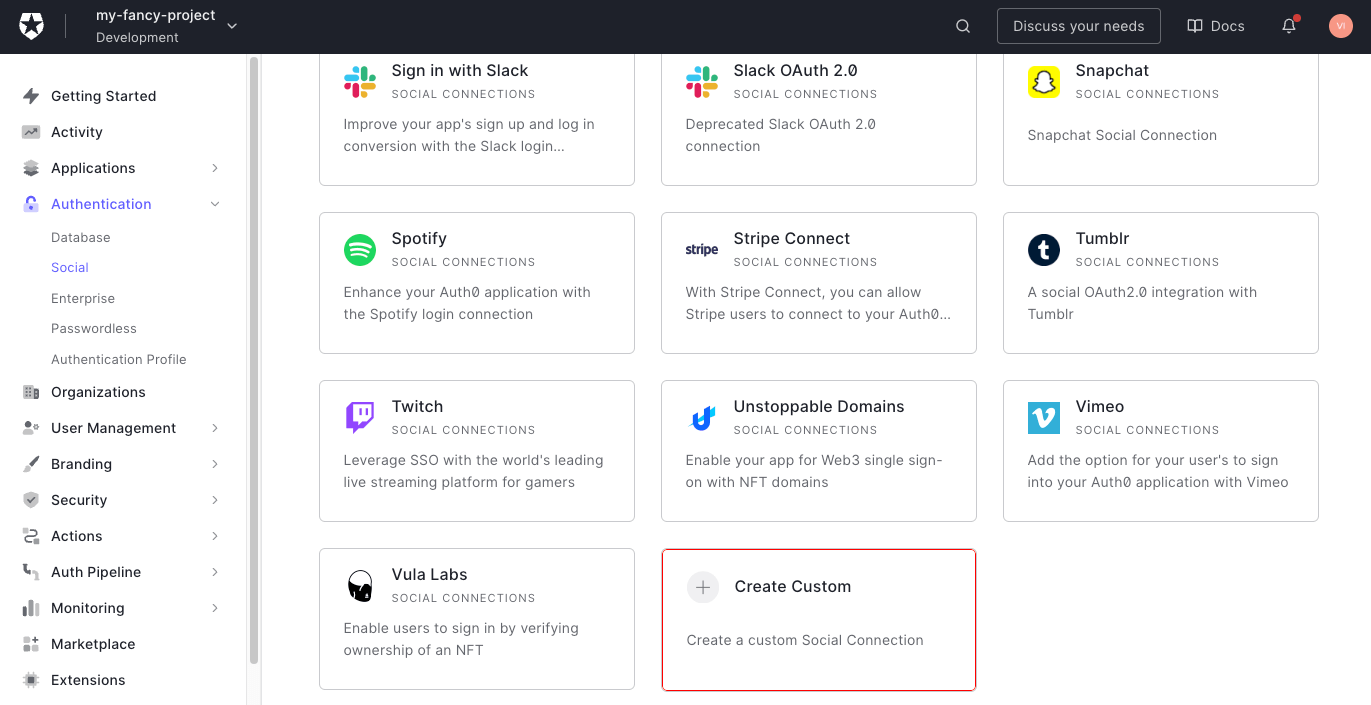 my-fancy-project
Development
Discuss your needs
Docs
VI
Getting Started
Activity
Applications
Authentication
Database
Social
Enterprise
Passwordless
Authentication Profile
Organizations
User Management
Branding
Security
Actions
Auth Pipeline
Monitoring
Marketplace
Extensions
Sign in with Slack
SOCIAL CONNECTIONS
Improve your app's sign up and log in
conversion with the Slack login...
Slack OAuth 2.0
SOCIAL CONNECTIONS
Deprecated Slack OAuth 2.0
connection
Snapchat
SOCIAL CONNECTIONS
Snapchat Social Connection
Spotify
SOCIAL CONNECTIONS
Enhance your Auth0 application with
the Spotify login connection
stripe
Stripe Connect
SOCIAL CONNECTIONS
With Stripe Connect, you can allow
Stripe users to connect to your Auth0...
t
Tumblr
SOCIAL CONNECTIONS
A social OAuth2.0 integration with
Tumblr
Twitch
SOCIAL CONNECTIONS
Leverage SSO with the world's leading
live streaming platform for gamers
Unstoppable Domains
SOCIAL CONNECTIONS
Enable your app for Web3 single sign-
on with NFT domains
Vimeo
SOCIAL CONNECTIONS
Add the option for your user's to sign
into your Auth0 application with Vimeo
Vula Labs
SOCIAL CONNECTIONS
Enable users to sign in by verifying
ownership of an NFT
Create Custom
Create a custom Social Connection